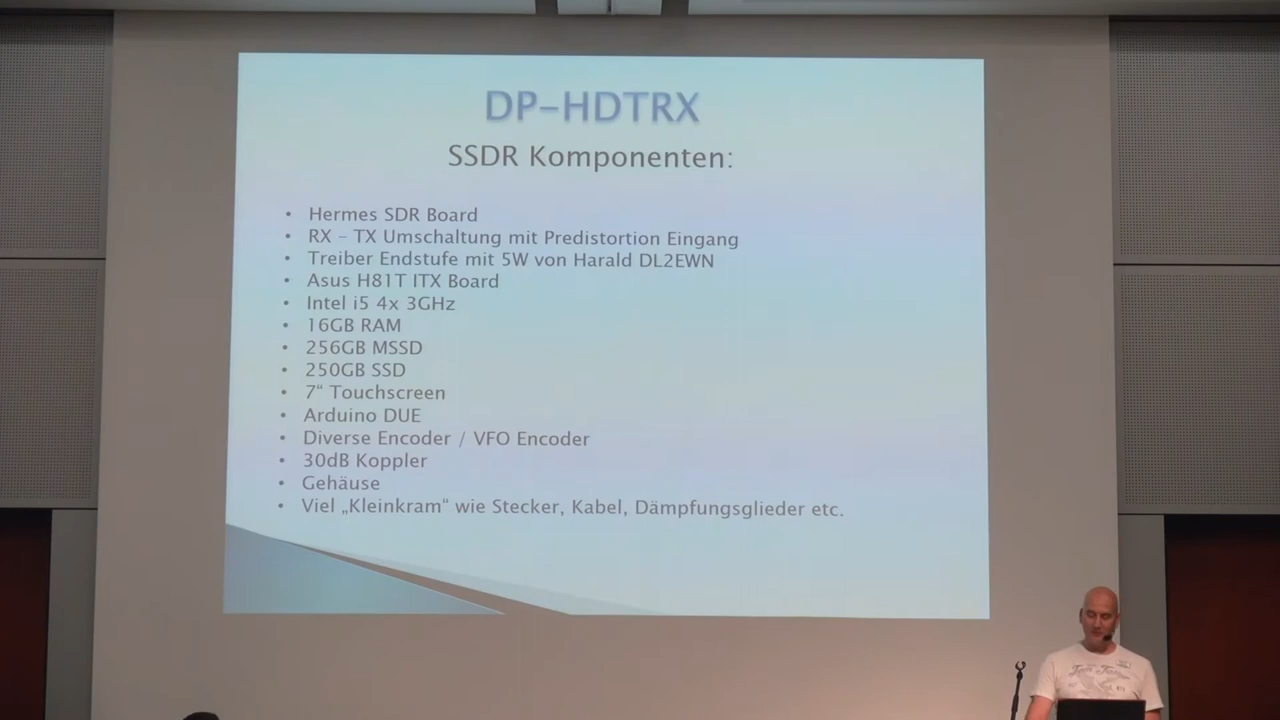 DP-HDTRX
SSDR Komponenten:
• Hermes SDR Board
• RX – TX Umschaltung mit Predistortion Eingang
• Treiber Endstufe mit 5W von Harald DL2EWN
• Asus H81T ITX Board
• Intel i5 4x 3GHz
• 16GB RAM
• 256GB MSSD
• 250GB SSD
• 7“ Touchscreen
• Arduino DUE
• Diverse Encoder / VFO Encoder
• 30dB Koppler
• Gehäuse
• Viel „Kleinkram“ wie Stecker, Kabel, Dämpfungsglieder etc.